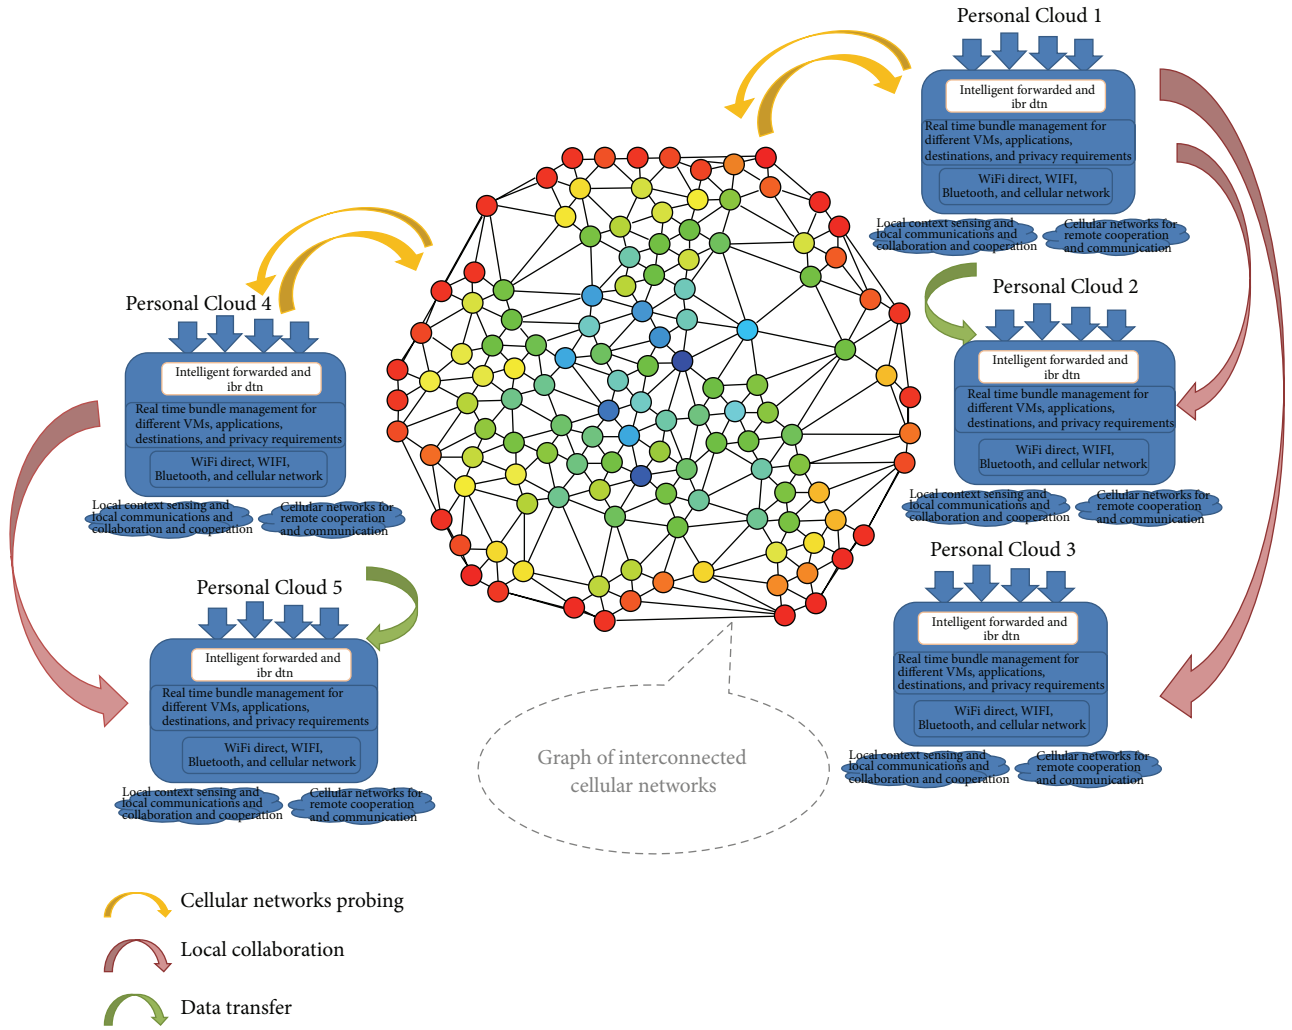 Personal Cloud 1
Intelligent forwarded and
ibr dtn
Real time bundle management for
different VMs, applications,
destinations, and privacy requirements
WiFi direct, WIFI,
Bluetooth, and cellular network
Local context sensing and
local communications and
collaboration and cooperation
Cellular networks for
remote cooperation
and communication
Personal Cloud 2
Intelligent forwarded and
ibr dtn
Real time bundle management for
different VMs, applications,
destinations, and privacy requirements
WiFi direct, WIFI,
Bluetooth, and cellular network
Local context sensing and
local communications and
collaboration and cooperation
Cellular networks for
remote cooperation
and communication
Personal Cloud 3
Intelligent forwarded and
ibr dtn
Real time bundle management for
different VMs, applications,
destinations, and privacy requirements
WiFi direct, WIFI,
Bluetooth, and cellular network
Local context sensing and
local communications and
collaboration and cooperation
Cellular networks for
remote cooperation
and communication
Personal Cloud 4
Intelligent forwarded and
ibr dtn
Real time bundle management for
different VMs, applications,
destinations, and privacy requirements
WiFi direct, WIFI,
Bluetooth, and cellular network
Local context sensing and
local communications and
collaboration and cooperation
Cellular networks for
remote cooperation and
communication
Personal Cloud 5
Intelligent forwarded and
ibr dtn
Real time bundle management for
different VMs, applications,
destinations, and privacy requirements
WiFi direct, WIFI,
Bluetooth, and cellular network
Local context sensing and
local communications and
collaboration and cooperation
Cellular networks for
remote cooperation
and communication
Graph of interconnected
cellular networks
Cellular networks probing
Local collaboration
Data transfer